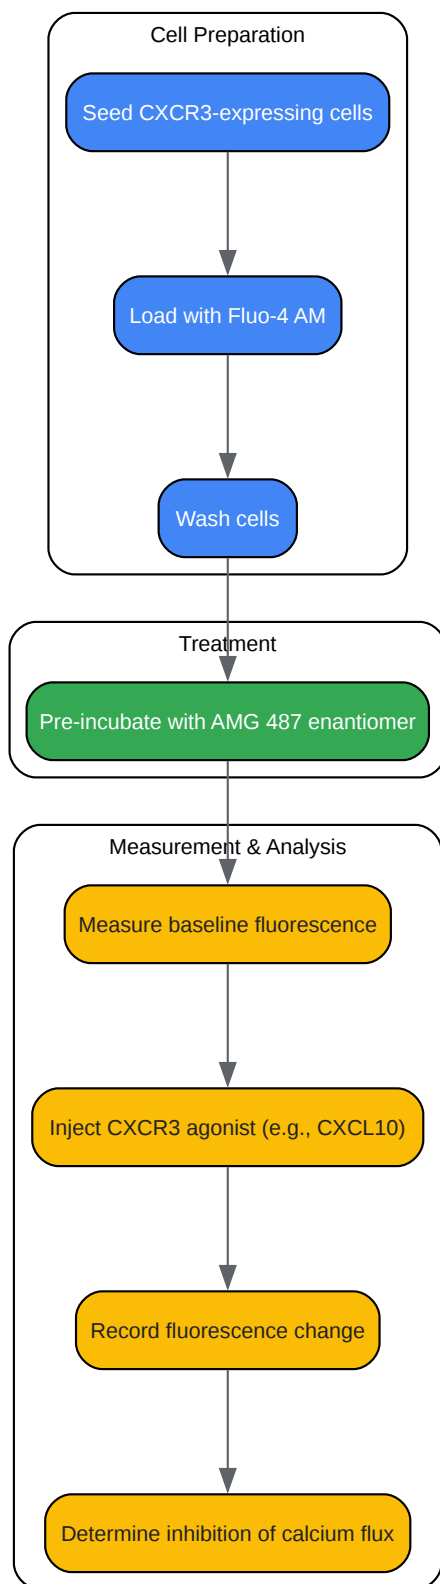 Cell Preparation
Seed CXCR3-expressing cells
Load with Fluo-4 AM
Wash cells
Treatment
Pre-incubate with AMG 487 enantiomer
Measurement & Analysis
Measure baseline fluorescence
Inject CXCR3 agonist (e.g., CXCL10)
Record fluorescence change
Determine inhibition of calcium flux